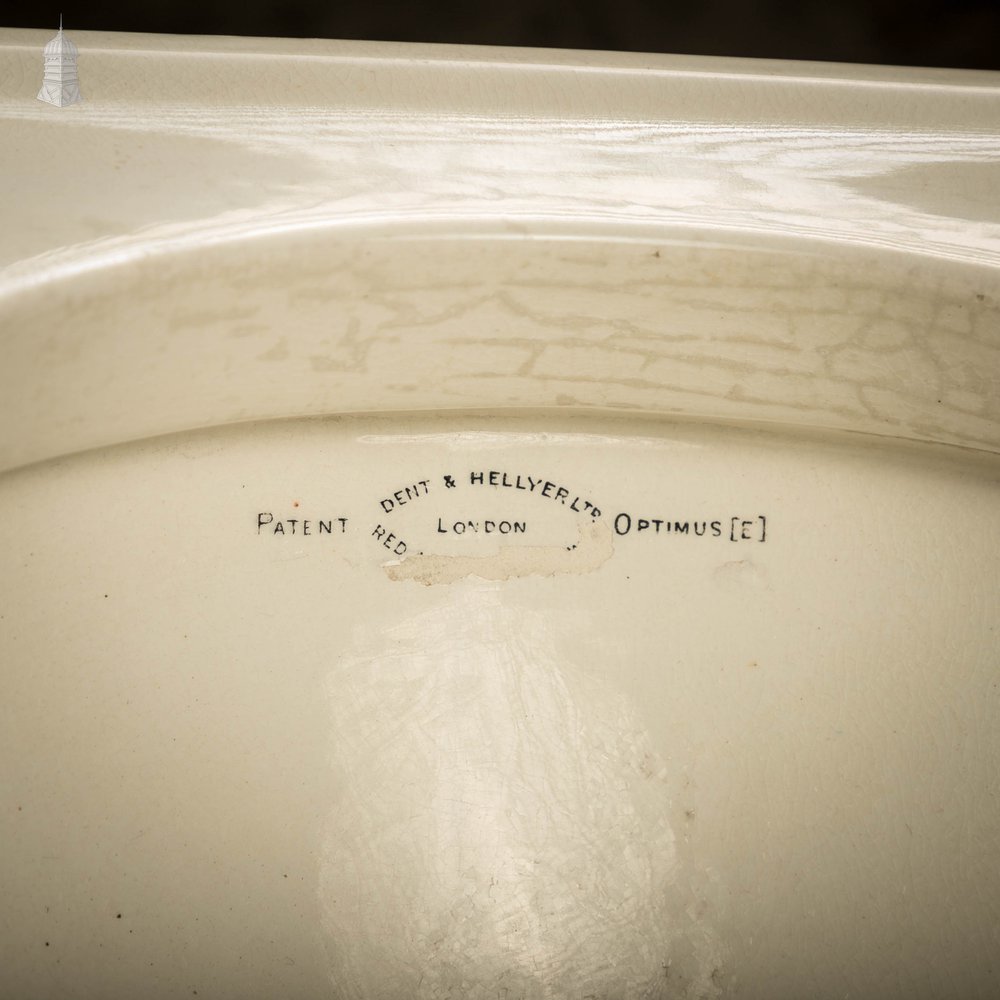 DENT & HELLYER LTD
PATENT LONDON OPTIMUS [E]
RED